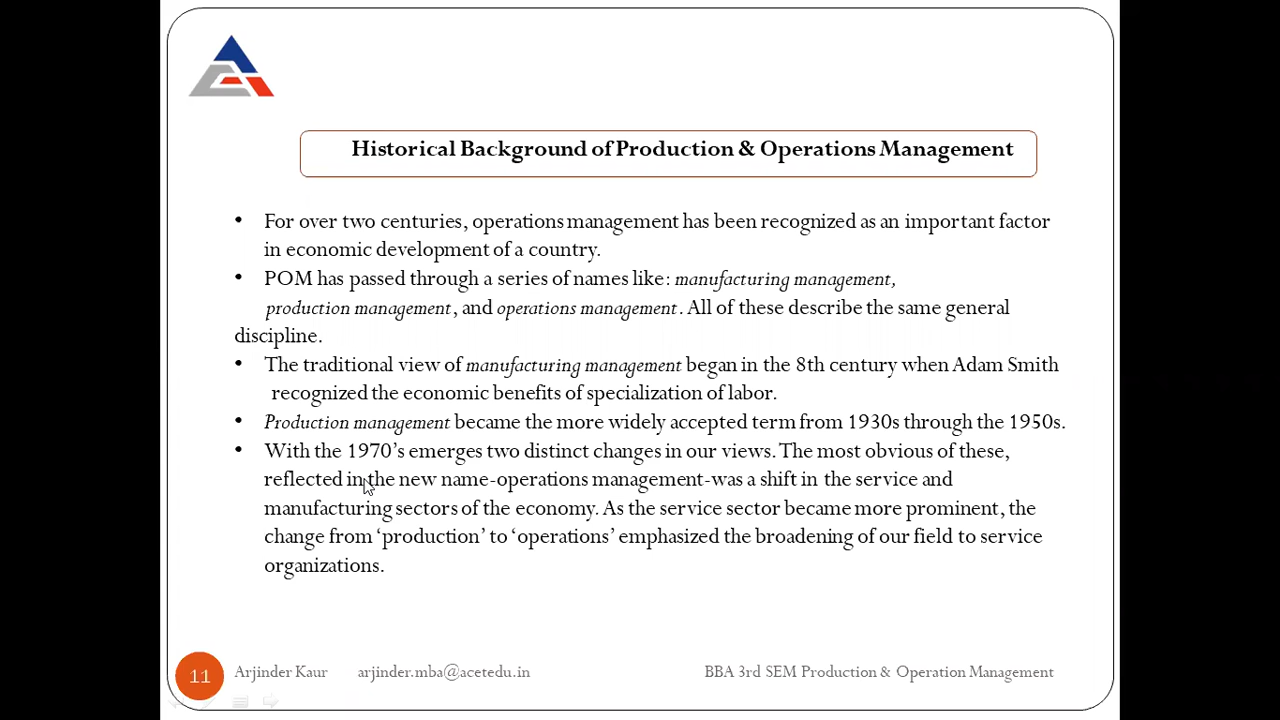 Historical Background of Production & Operations Management
• For over two centuries, operations management has been recognized as an important factor
in economic development of a country.
• POM has passed through a series of names like: manufacturing management,
production management, and operations management. All of these describe the same general
discipline.
• The traditional view of manufacturing management began in the 8th century when Adam Smith
recognized the economic benefits of specialization of labor.
• Production management became the more widely accepted term from 1930s through the 1950s.
• With the 1970’s emerges two distinct changes in our views. The most obvious of these,
reflected in the new name-operations management-was a shift in the service and
manufacturing sectors of the economy. As the service sector became more prominent, the
change from ‘production’ to ‘operations’ emphasized the broadening of our field to service
organizations.
11 Arjinder Kaur arjinder.mba@acetedu.in BBA 3rd SEM Production & Operation Management